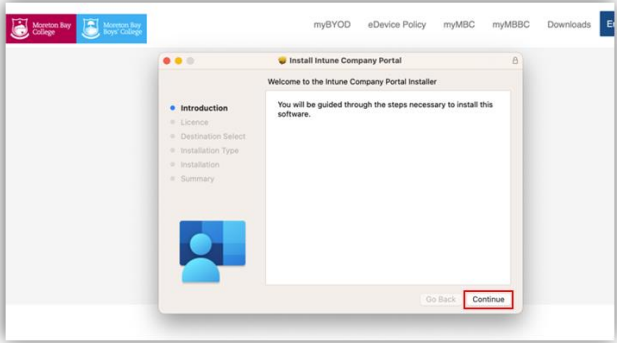 Moreton Bay
College
Moreton Bay
Boys' College
myBYOD eDevice Policy myMBC myMBBC Downloads
Install Intune Company Portal
Welcome to the Intune Company Portal Installer
Introduction
Licence
Destination Select
Installation Type
Installation
Summary
You will be guided through the steps necessary to install this
software.
Go Back Continue